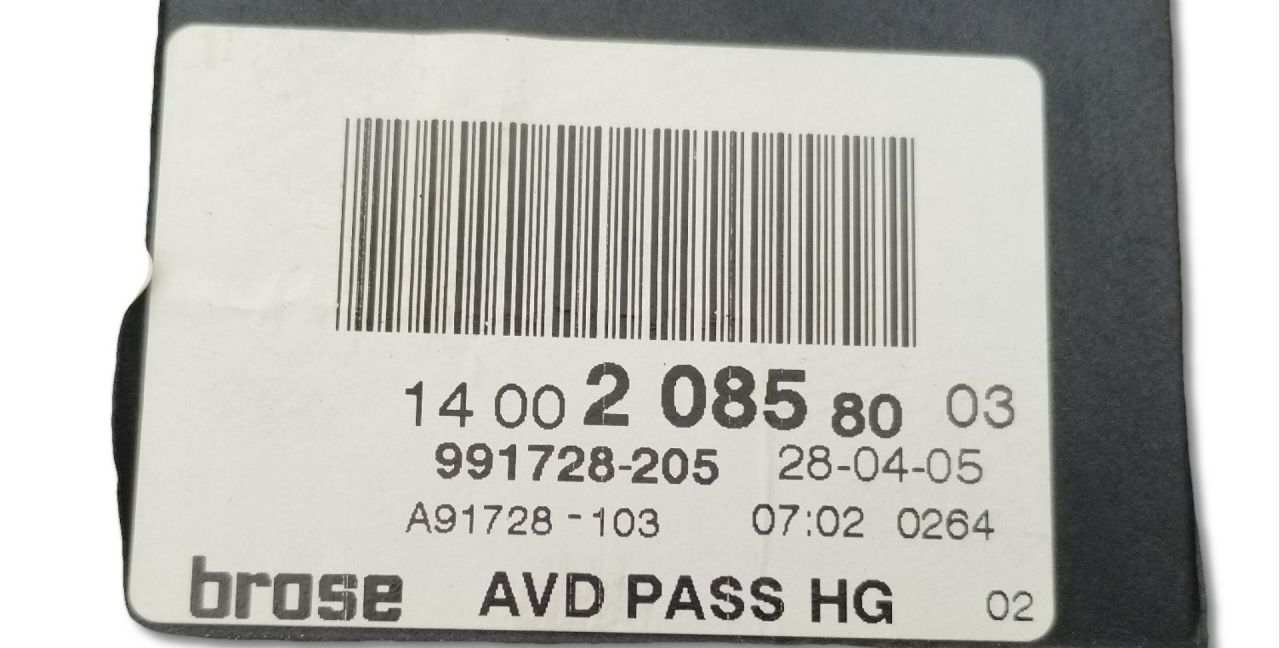 14 00 2 085 80 03
991728-205 28-04-05
A91728 - 103 07:02 0264
brose AVD PASS HG 02